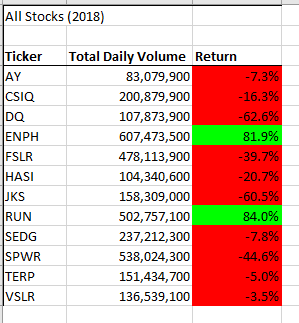 All Stocks (2018)
Ticker Total Daily Volume Return
AY 83,079,900 -7.3%
CSIQ 200,879,900 -16.3%
DQ 107,873,900 -62.6%
ENPH 607,473,500 81.9%
FSLR 478,113,900 -39.7%
HASI 104,340,600 -20.7%
JKS 158,309,000 -60.5%
RUN 502,757,100 84.0%
SEDG 237,212,300 -7.8%
SPWR 538,024,300 -44.6%
TERP 151,434,700 -5.0%
VSLR 136,539,100 -3.5%